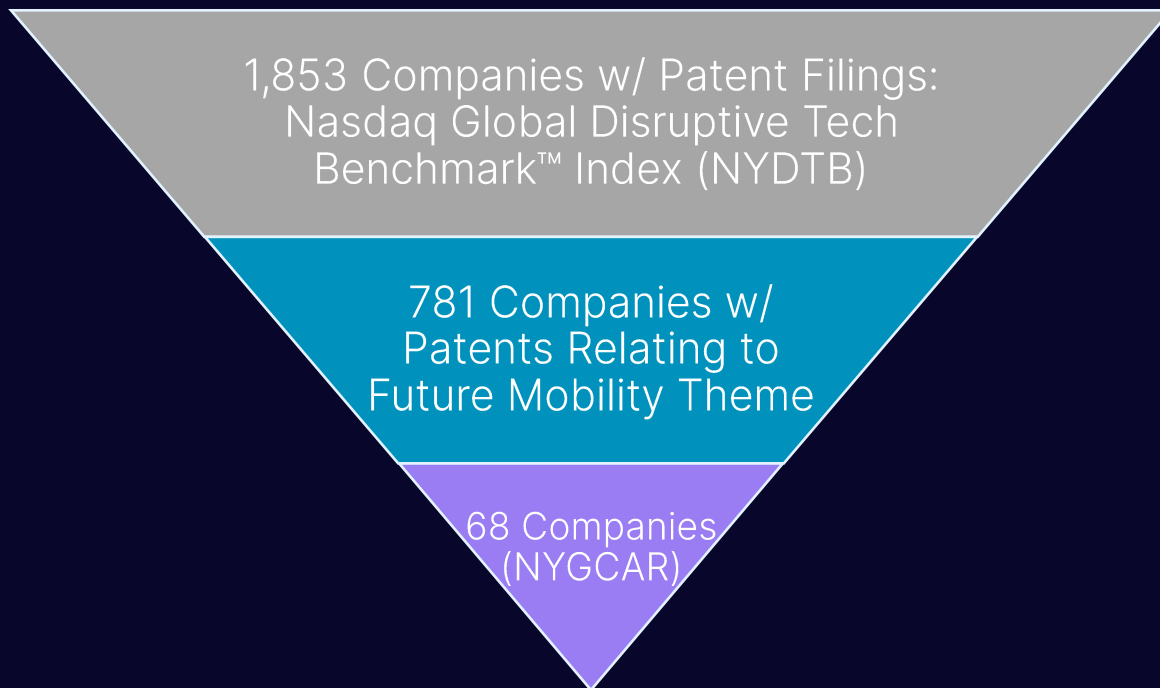 1,853 Companies w/ Patent Filings:
Nasdaq Global Disruptive Tech
Benchmark™ Index (NYDTB)
781 Companies w/
Patents Relating to
Future Mobility Theme
68 Companies
(NYGCAR)